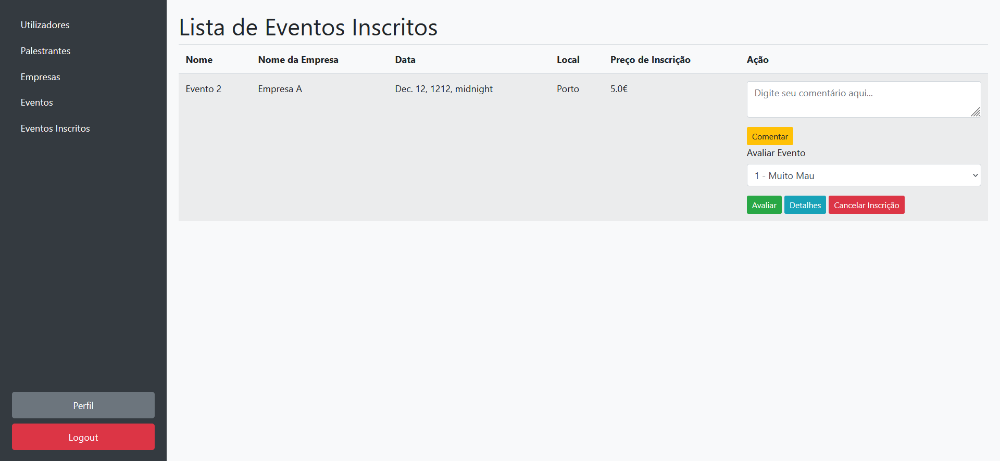 Utilizadores
Palestrantes
Empresas
Eventos
Eventos Inscritos
Perfil
Logout
Lista de Eventos Inscritos
Nome Nome da Empresa Data Local Preço de Inscrição Ação
Evento 2 Empresa A Dec. 12, 1212, midnight Porto 5.0€
Digite seu comentário aqui...
Comentar
Avaliar Evento
1 - Muito Mau
Avaliar Detalhes Cancelar Inscrição